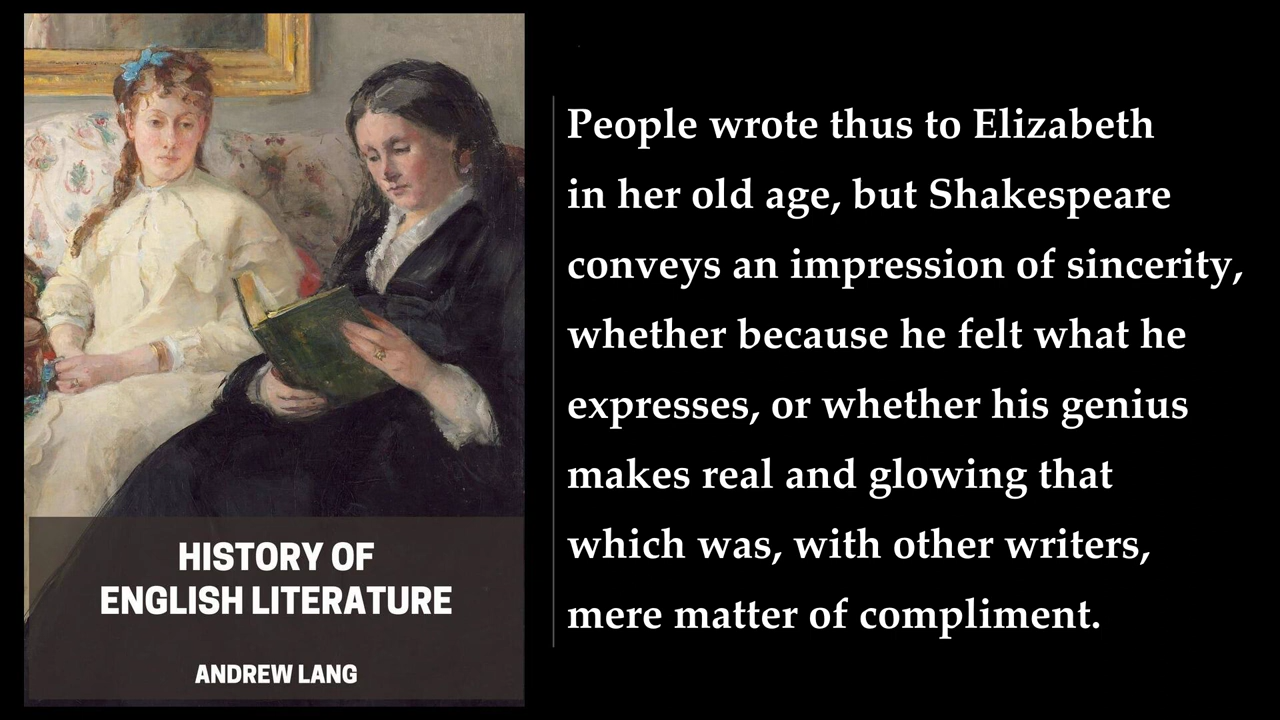 HISTORY OF
ENGLISH LITERATURE
ANDREW LANG
People wrote thus to Elizabeth
in her old age, but Shakespeare
conveys an impression of sincerity,
whether because he felt what he
expresses, or whether his genius
makes real and glowing that
which was, with other writers,
mere matter of compliment.